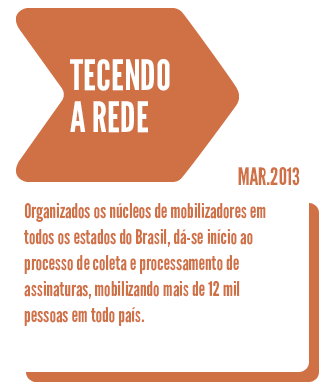 TECENDO
A REDE
MAR.2013
Organizados os núcleos de mobilizadores em
todos os estados do Brasil, dá-se início ao
processo de coleta e processamento de
assinaturas, mobilizando mais de 12 mil
pessoas em todo país.